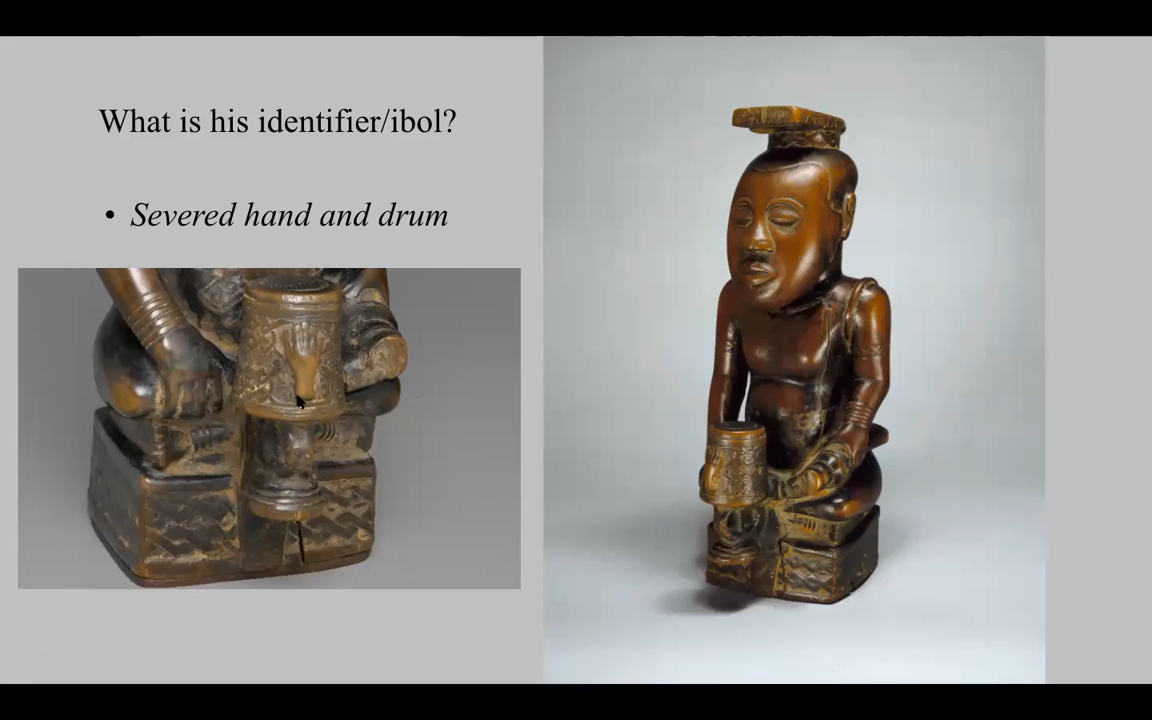 What is his identifier/ibol?
• Severed hand and drum